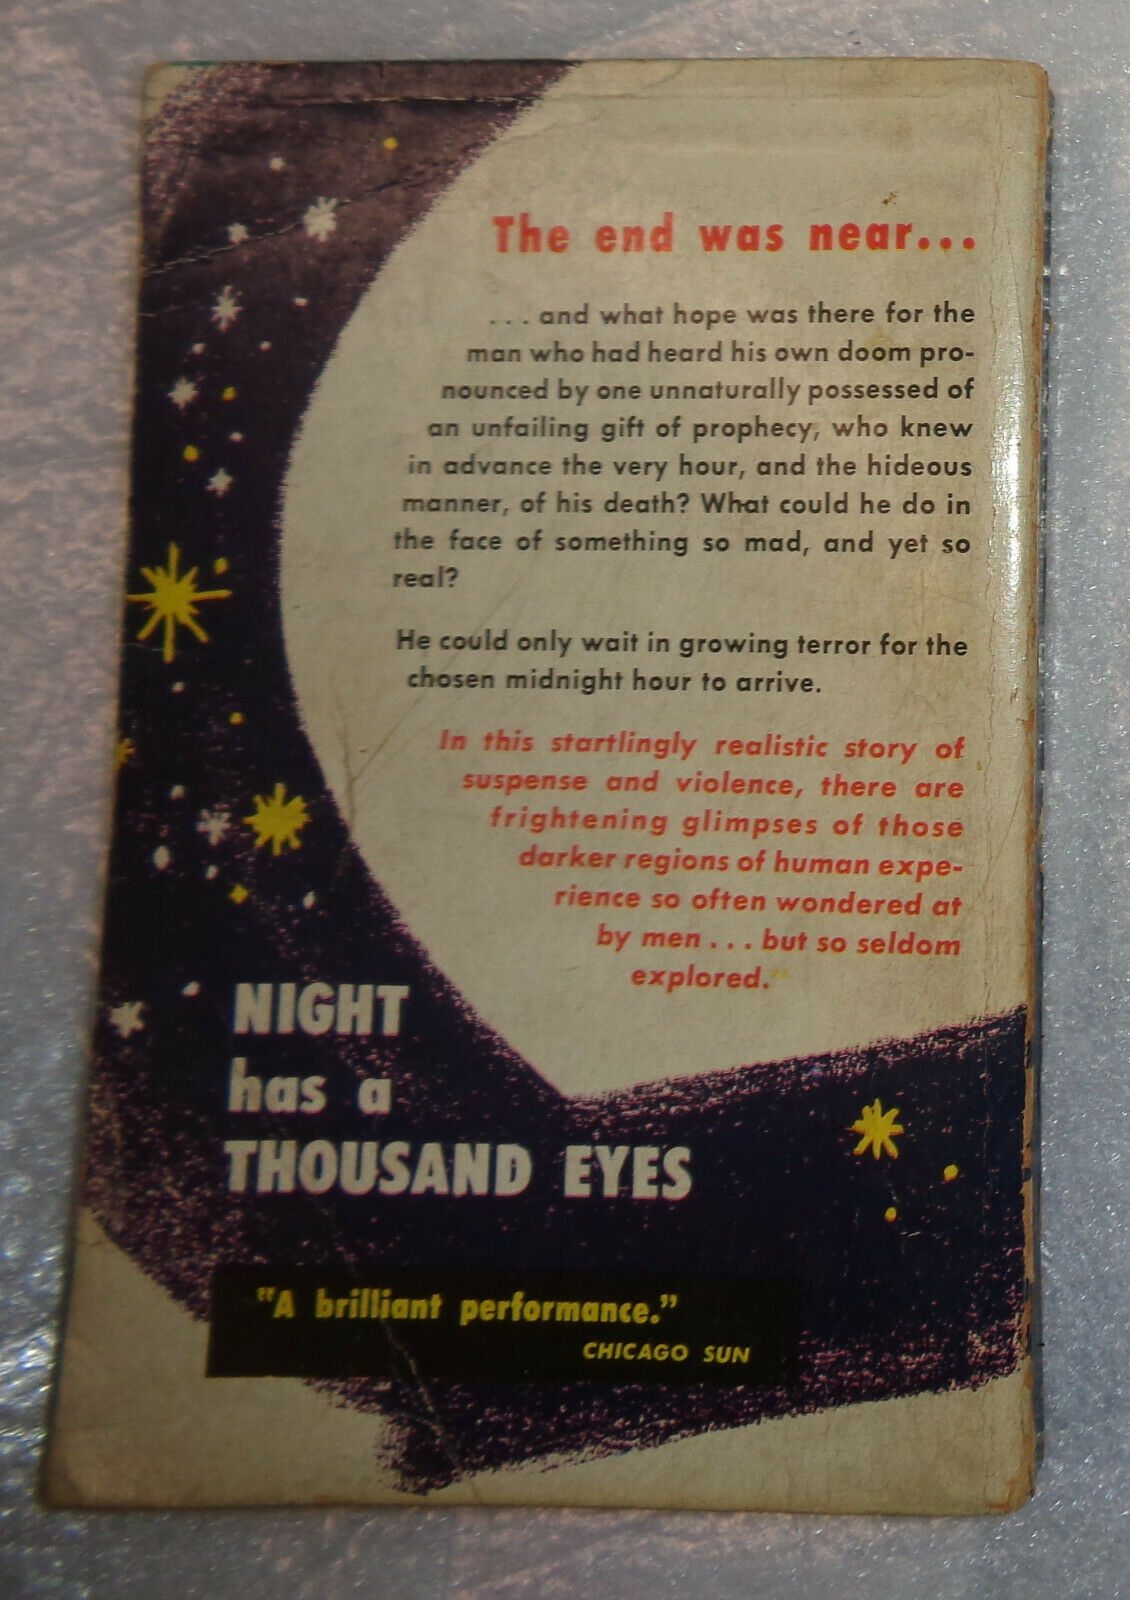 The end was near...
... and what hope was there for the
man who had heard his own doom pro-
nounced by one unnaturally possessed of
an unfailing gift of prophecy, who knew
in advance the very hour, and the hideous
manner, of his death? What could he do in
the face of something so mad, and yet so
real?
He could only wait in growing terror for the
chosen midnight hour to arrive.
In this startlingly realistic story of
suspense and violence, there are
frightening glimpses of those
darker regions of human expe-
rience so often wondered at
by men ... but so seldom
explored."
NIGHT
has a
THOUSAND EYES
"A brilliant performance."
CHICAGO SUN